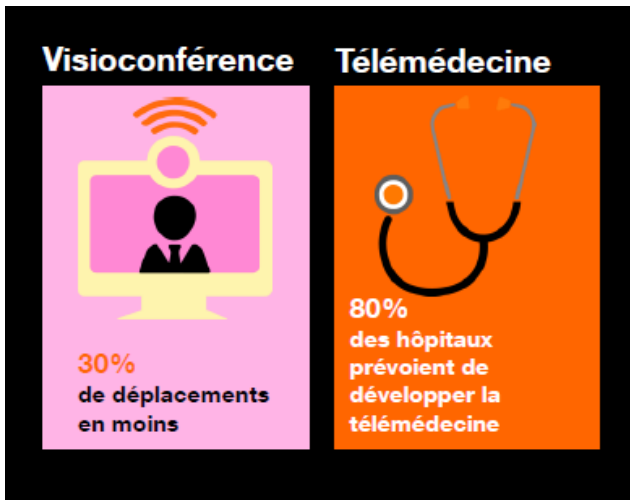 Visioconférence
30%
de déplacements
en moins
Télémédecine
80%
des hôpitaux
prévoient de
développer la
télémédecine